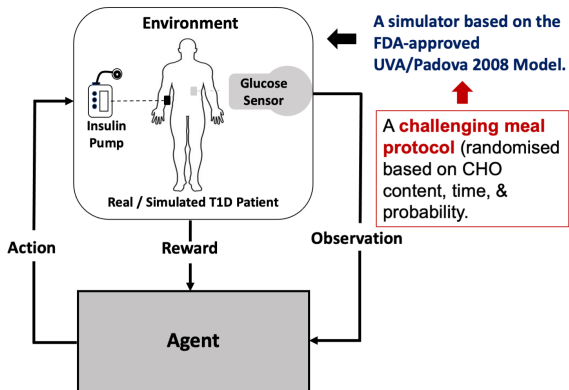 Environment
A simulator based on the
FDA-approved
UVA/Padova 2008 Model.
Glucose
Sensor
Insulin
Pump
Real / Simulated T1D Patient
A challenging meal
protocol (randomised
based on CHO
content, time, &
probability.
Action
Reward
Observation
Agent